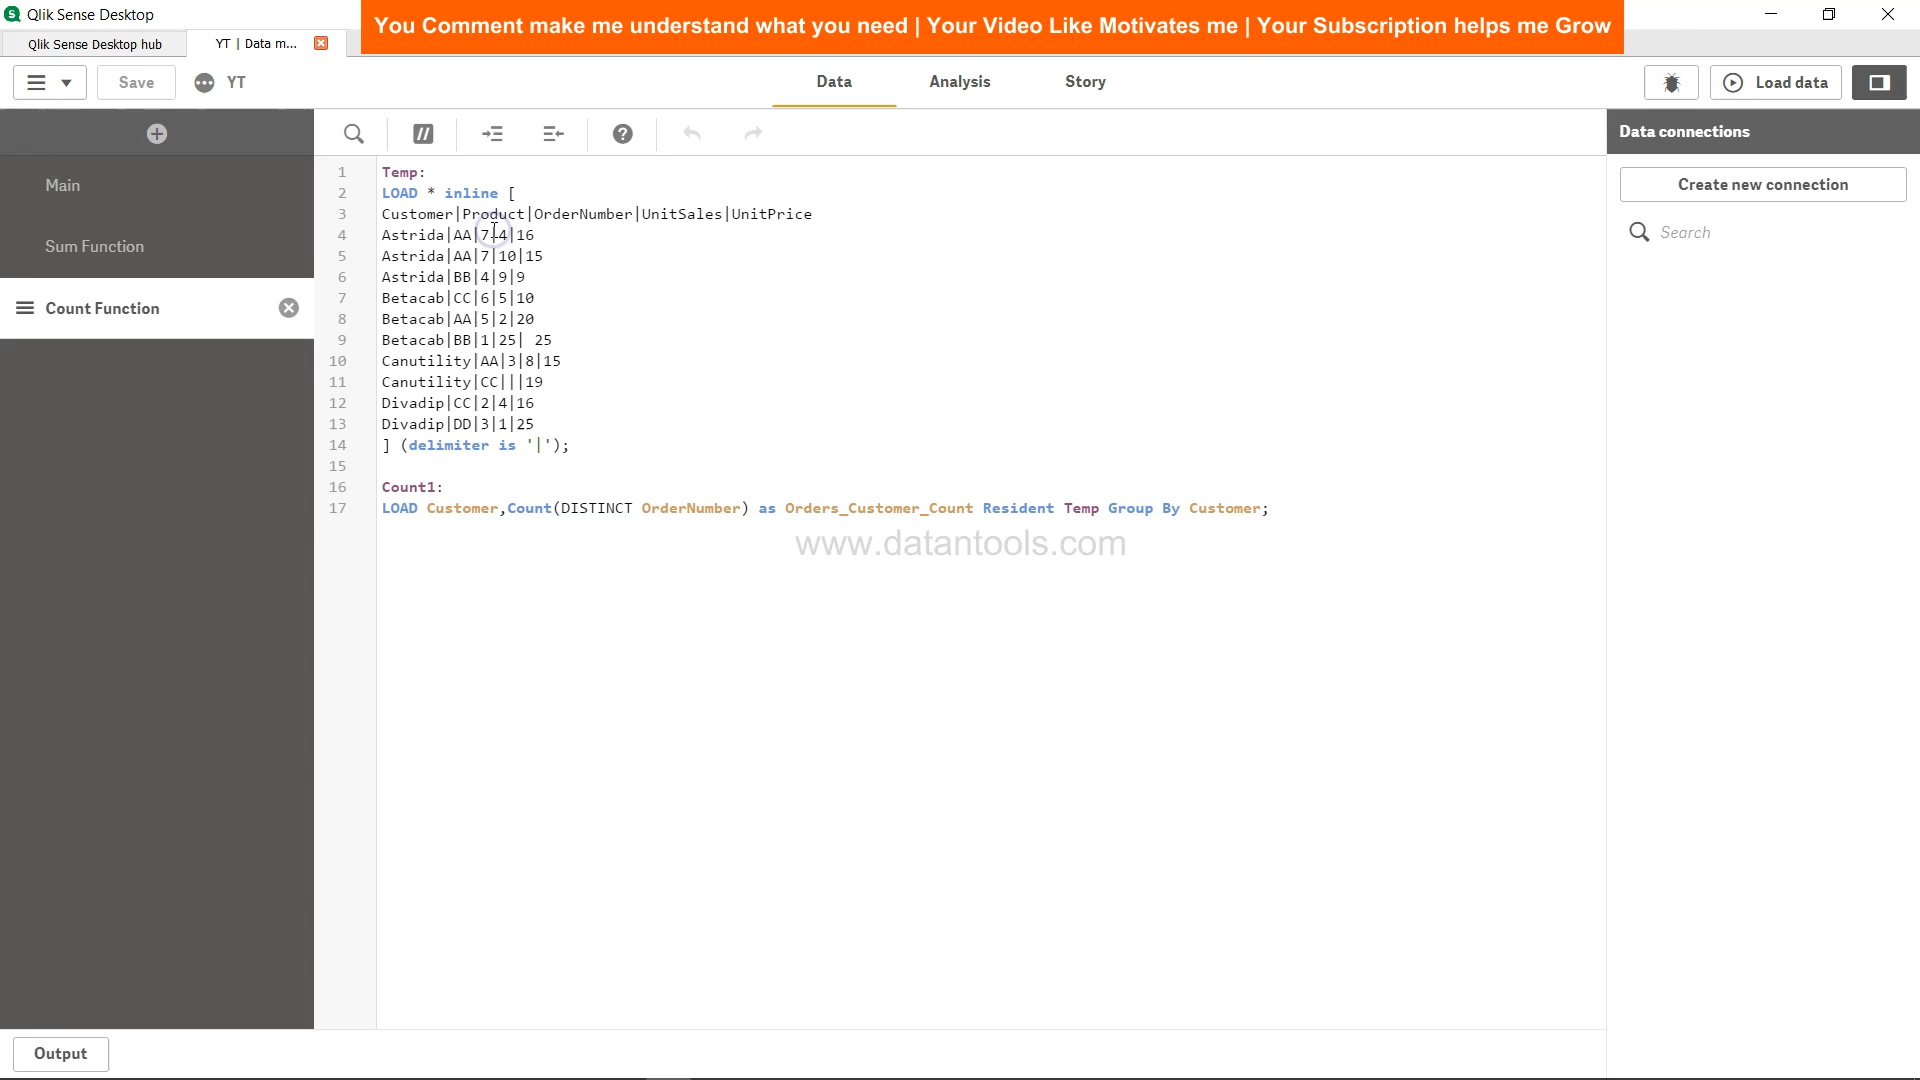 Qlik Sense Desktop
You Comment make me understand what you need | Your Video Like Motivates me | Your Subscription helps me Grow
Qlik Sense Desktop hub
YT | Data m...
Save
YT
Data
Analysis
Story
Load data
Main
Sum Function
Count Function
1 Temp:
2 LOAD * inline [
3 Customer|Product|OrderNumber|UnitSales|UnitPrice
4 Astrida|AA|7|4|16
5 Astrida|AA|7|10|15
6 Astrida|BB|4|9|9
7 Betacab|CC|6|5|10
8 Betacab|AA|5|2|20
9 Betacab|BB|1|25| 25
10 Canutility|AA|3|8|15
11 Canutility|CC|||19
12 Divadip|CC|2|4|16
13 Divadip|DD|3|1|25
14 ] (delimiter is '|');
15
16 Count1:
17 LOAD Customer,Count(DISTINCT OrderNumber) as Orders_Customer_Count Resident Temp Group By Customer;
www.datantools.com
Data connections
Create new connection
Search
Output